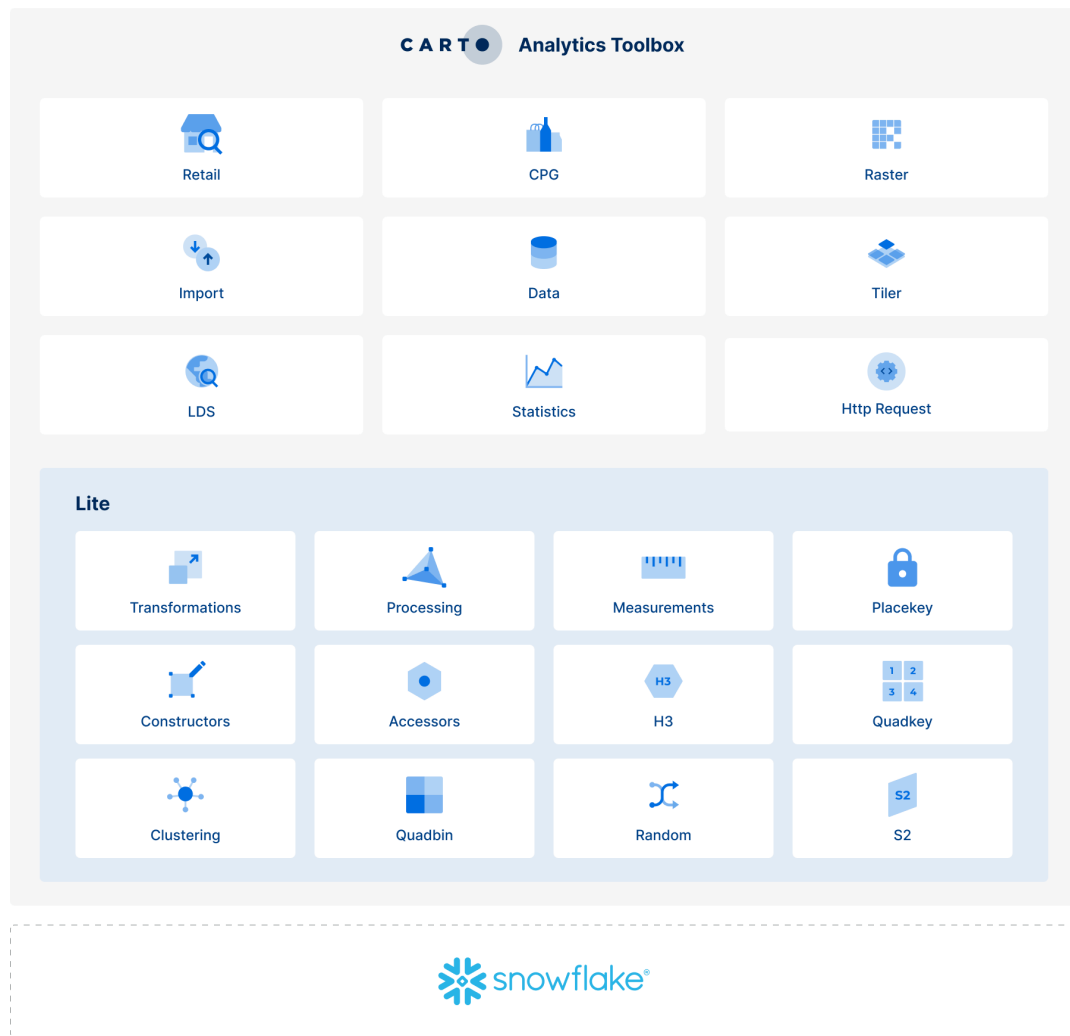 CARTO Analytics Toolbox
Retail
CPG
Raster
Import
Data
Tiler
LDS
Statistics
Http Request
Lite
Transformations
Processing
Measurements
Placekey
Constructors
Accessors
H3
H3
1 2
3 4
Quadkey
Clustering
Quadbin
Random
S2
S2
snowflake®